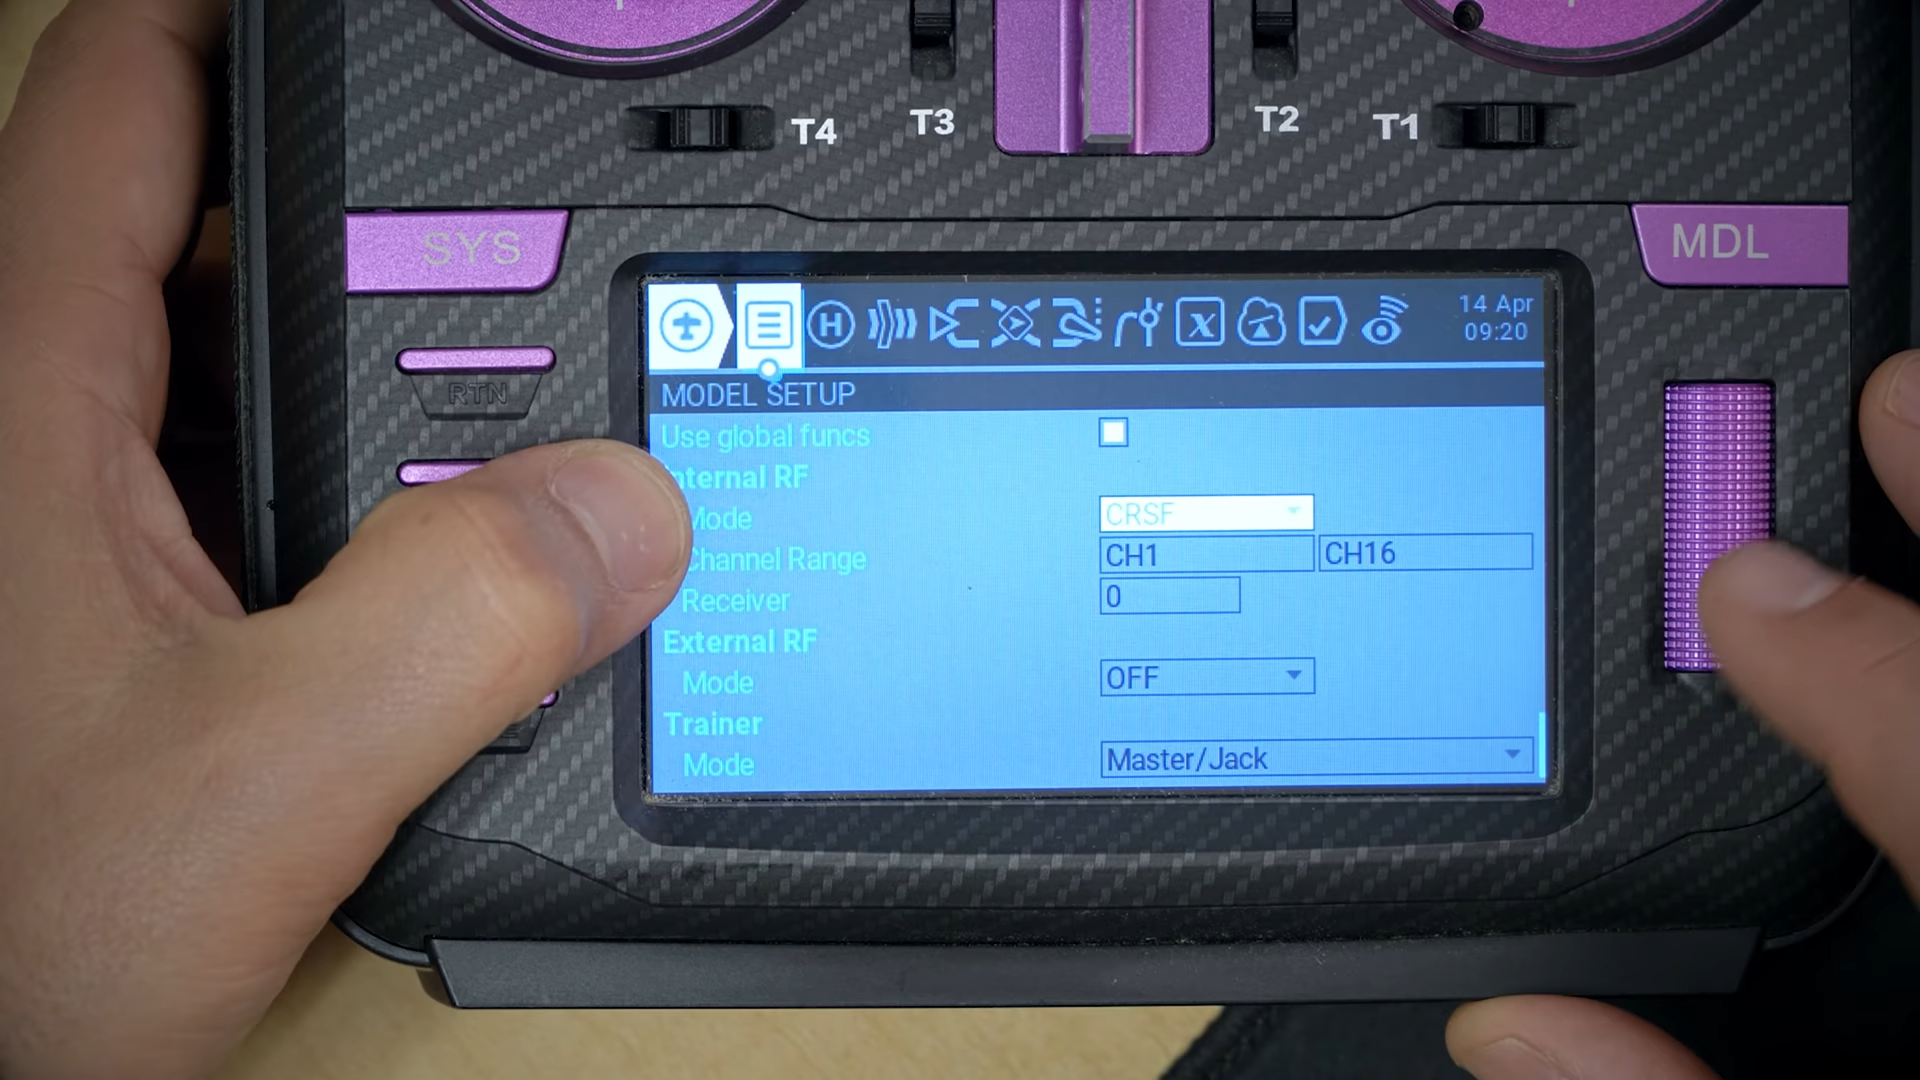 T4
T3
T2
T1
SYS
MDL
RTN
H
x
14 Apr
09:20
MODEL SETUP
Use global funcs
nternal RF
Mode
CRSF
Channel Range
CH1
CH16
Receiver
0
External RF
Mode
OFF
Trainer
Mode
Master/Jack